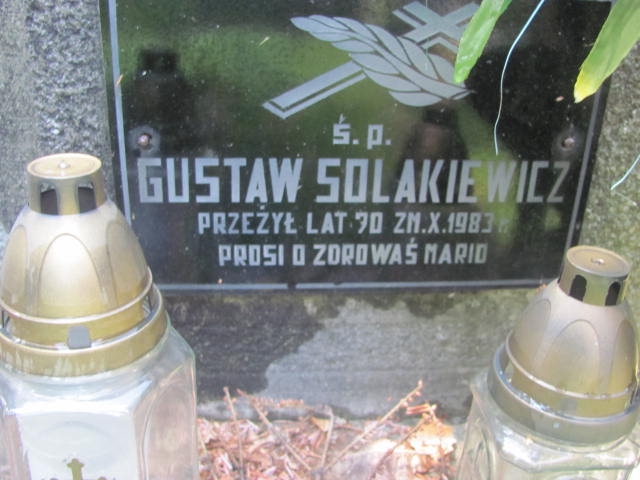 Ś. P.
GUSTAW SOLAKIEWICZ
PRZEŻYŁ LAT 70 ZM. X. 1983 r.
PROSI O ZDROWAŚ MARIO